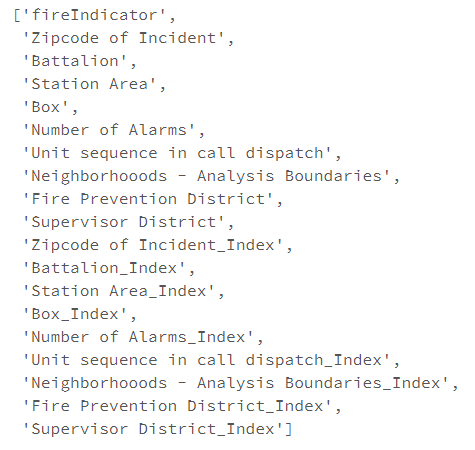 ['fireIndicator',
'Zipcode of Incident',
'Battalion',
'Station Area',
'Box',
'Number of Alarms',
'Unit sequence in call dispatch',
'Neighborhooods - Analysis Boundaries',
'Fire Prevention District',
'Supervisor District',
'Zipcode of Incident_Index',
'Battalion_Index',
'Station Area_Index',
'Box_Index',
'Number of Alarms_Index',
'Unit sequence in call dispatch_Index',
'Neighborhooods - Analysis Boundaries_Index',
'Fire Prevention District_Index',
'Supervisor District_Index']